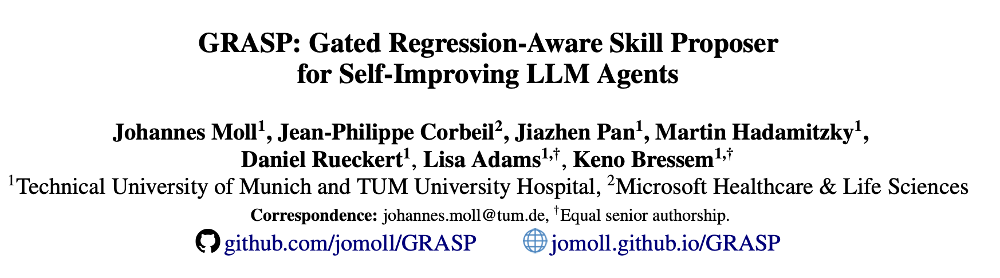 GRASP: Gated Regression-Aware Skill Proposer
for Self-Improving LLM Agents
Johannes Moll¹, Jean-Philippe Corbeil², Jiazhen Pan¹, Martin Hadamitzky¹,
Daniel Rueckert¹, Lisa Adams¹,†, Keno Bressem¹,†
¹Technical University of Munich and TUM University Hospital, ²Microsoft Healthcare & Life Sciences
Correspondence: johannes.moll@tum.de, †Equal senior authorship.
github.com/jomoll/GRASP jomoll.github.io/GRASP